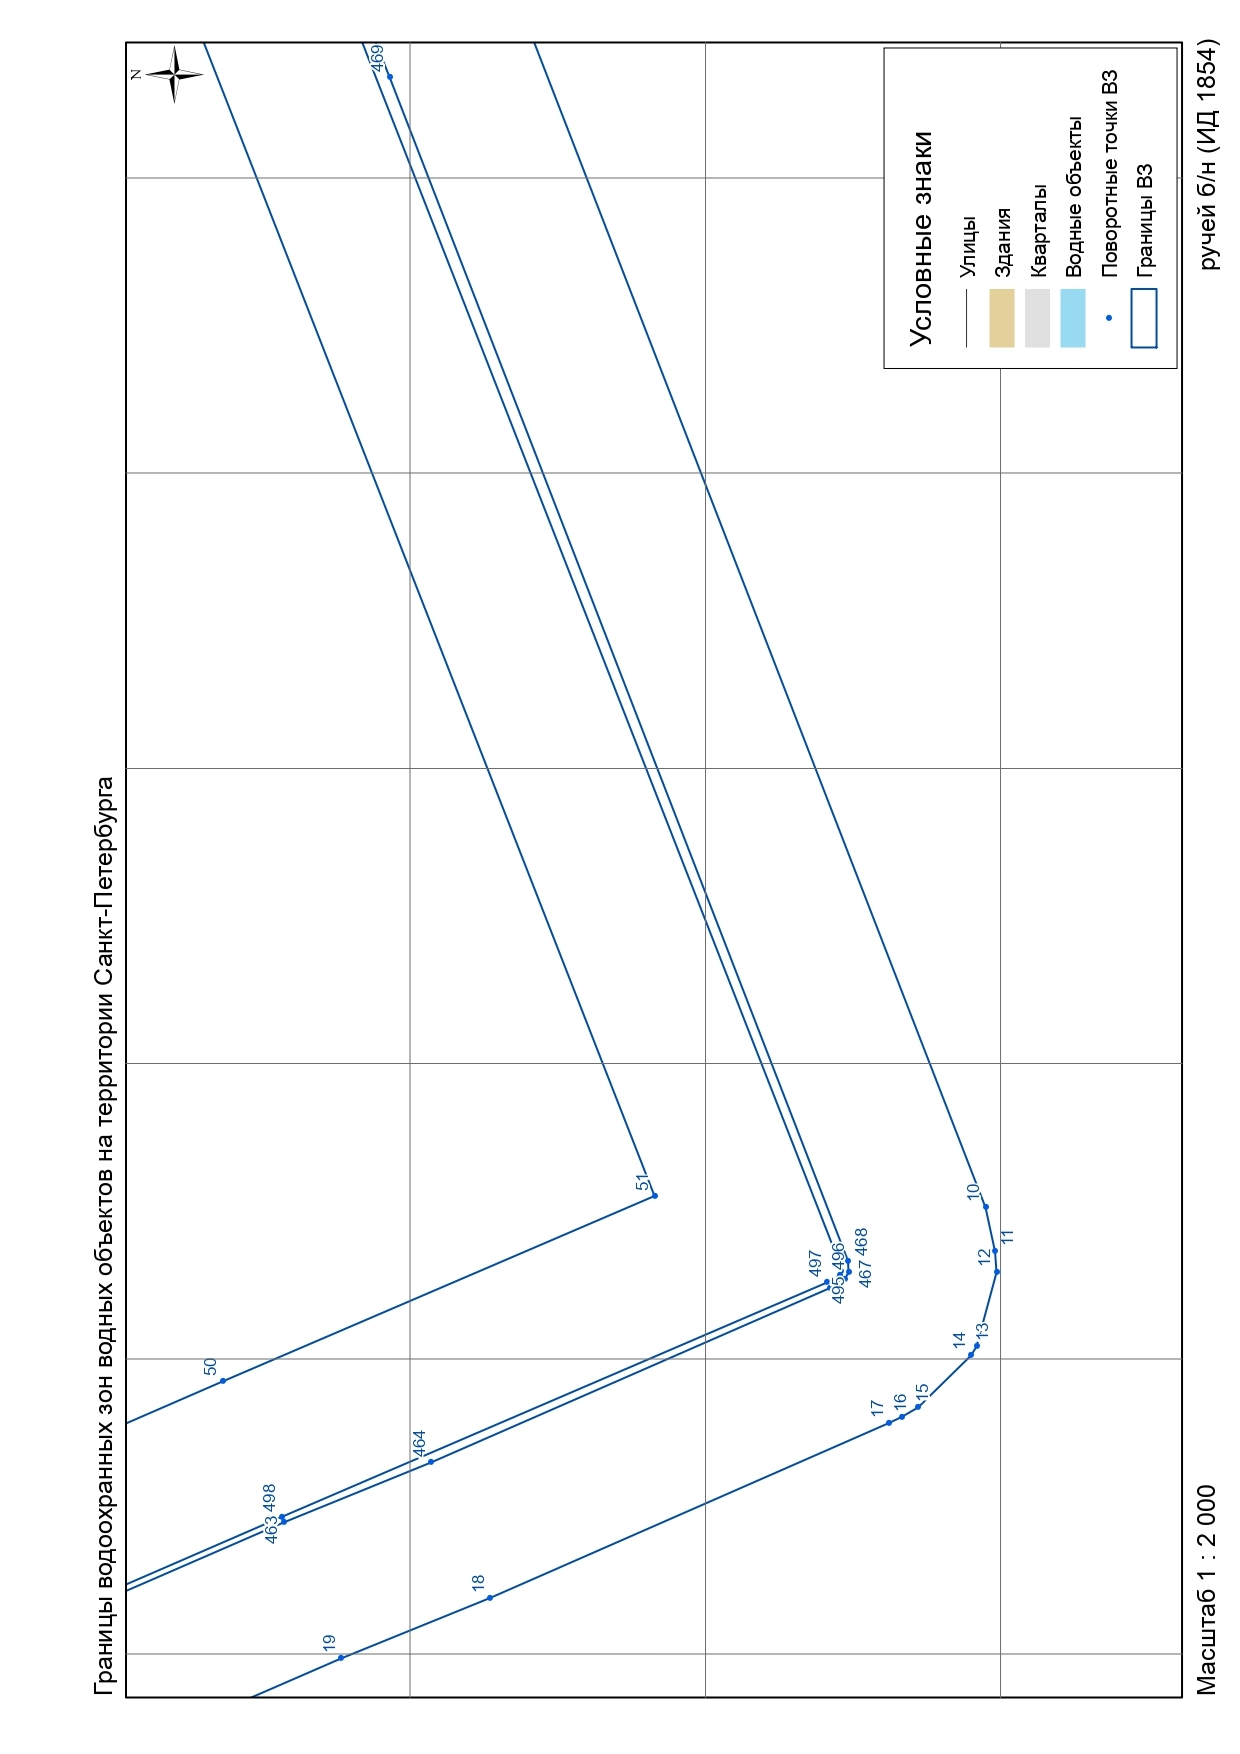 Границы водоохранных зон водных объектов на территории Санкт-Петербурга
N
469
50
51
19
18
463
498
464
497
496
495
468
467
17
16
15
14
13
12
11
10
Условные знаки
Улицы
Здания
Кварталы
Водные объекты
Поворотные точки ВЗ
Границы ВЗ
Масштаб 1 : 2 000
ручей б/н (ИД 1854)